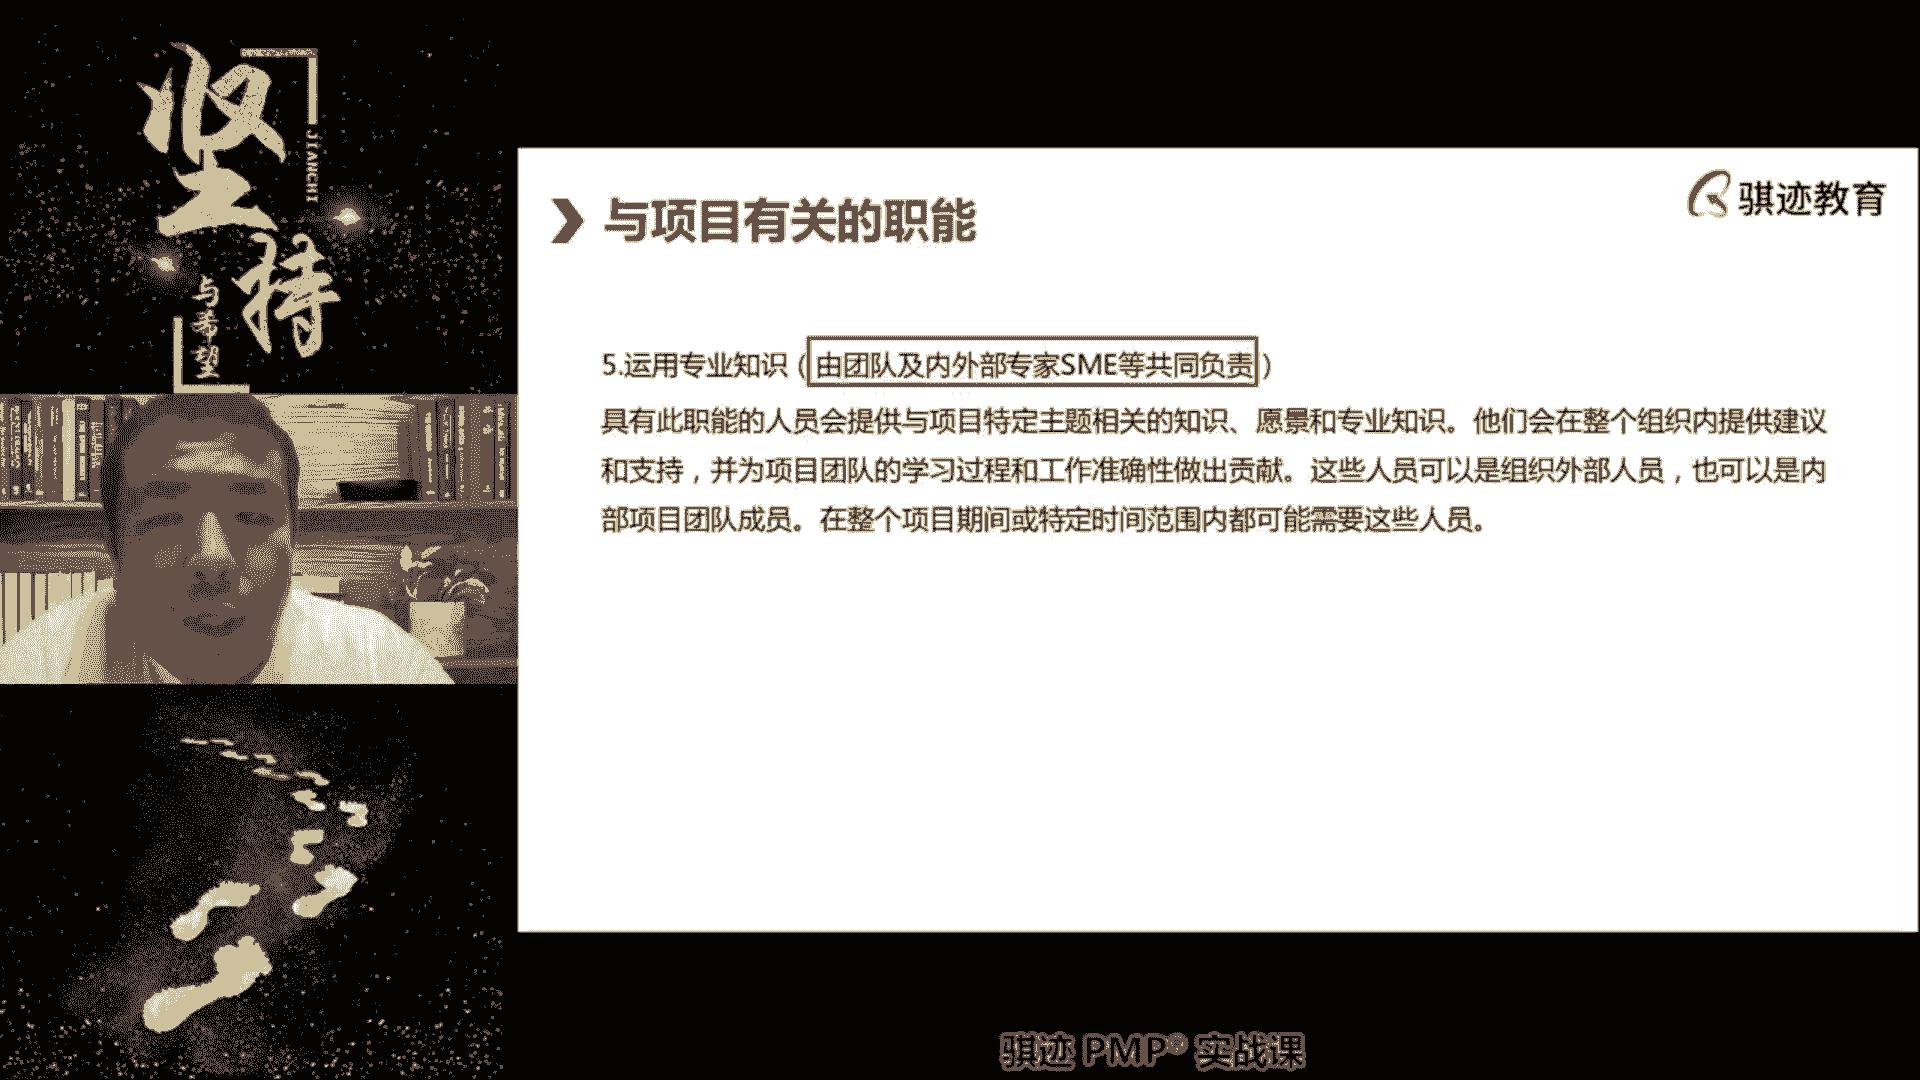 坚持
JIANCHI
与希望
骐迹教育
与项目有关的职能
5.运用专业知识（由团队及内外部专家SME等共同负责）
具有此职能的人员会提供与项目特定主题相关的知识、愿景和专业知识。他们会在整个组织内提供建议
和支持，并为项目团队的学习过程和工作准确性做出贡献。这些人员可以是组织外部人员，也可以是内
部项目团队成员。在整个项目期间或特定时间范围内都可能需要这些人员。
骐迹 PMP® 实战课